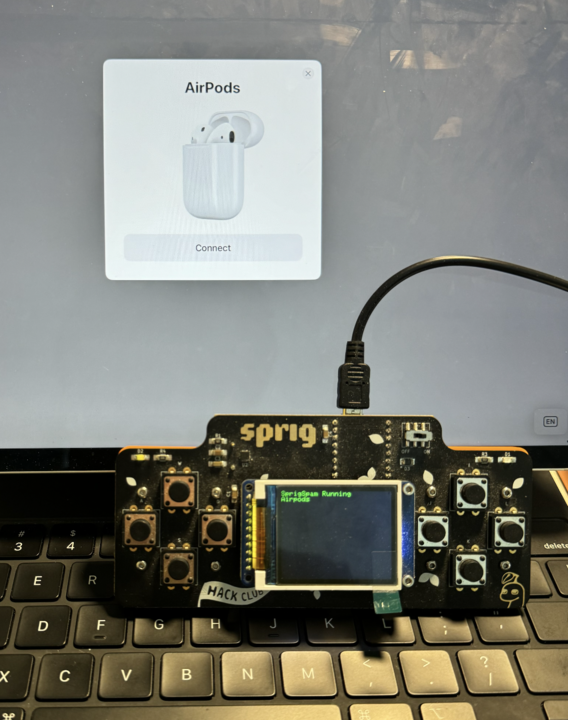 AirPods
Connect
EN
sprig
SprigSpam Running
Airpods
HACK CLUB
3
4
delete
E
R
D
F
G
H
J
K
L
X
C
V
B
N
M
<
,
>
.
?
/
⌘